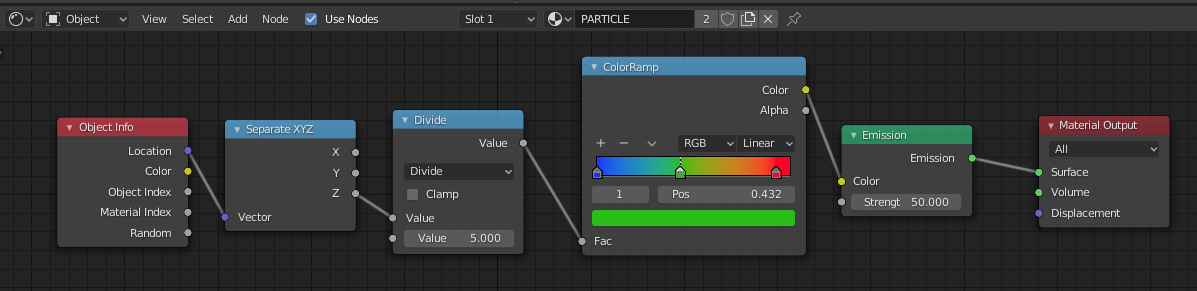 Object View Select Add Node Use Nodes Slot 1 PARTICLE 2
Object Info
Location
Color
Object Index
Material Index
Random
Separate XYZ
X
Y
Z
Vector
Divide
Value
Divide
Clamp
Value
Value 5.000
ColorRamp
Color
Alpha
RGB Linear
1 Pos 0.432
Fac
Emission
Emission
Color
Strengt 50.000
Material Output
All
Surface
Volume
Displacement